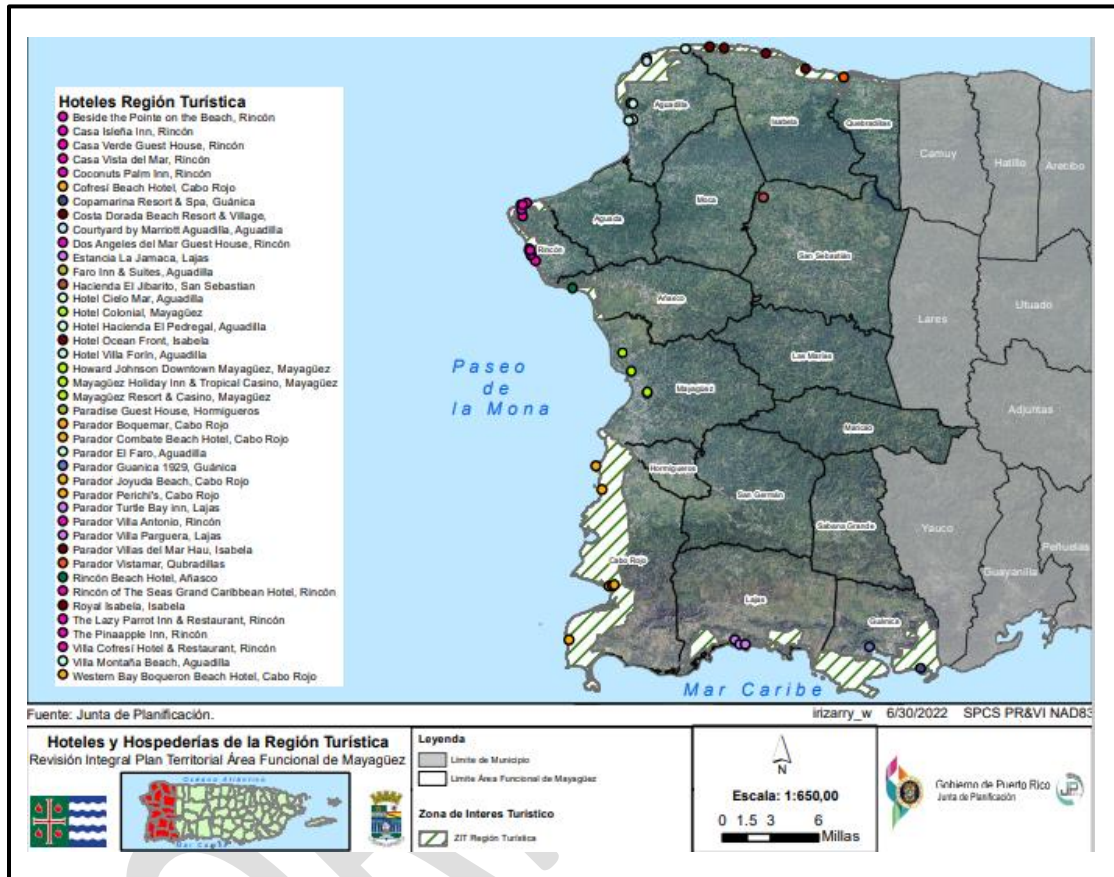 Hoteles Región Turística
Beside the Pointe on the Beach, Rincón
Casa Isleña Inn, Rincón
Casa Verde Guest House, Rincón
Casa Vista del Mar, Rincón
Coconuts Palm Inn, Rincón
Cofresí Beach Hotel, Cabo Rojo
Copamarina Resort & Spa, Guánica
Costa Dorada Beach Resort & Village,
Courtyard by Marriott Aguadilla, Aguadilla
Dos Angeles del Mar Guest House, Rincón
Estancia La Jamaca, Lajas
Faro Inn & Suites, Aguadilla
Hacienda El Jibarito, San Sebastian
Hotel Cielo Mar, Aguadilla
Hotel Colonial, Mayagüez
Hotel Hacienda El Pedregal, Aguadilla
Hotel Ocean Front, Isabela
Hotel Villa Forín, Aguadilla
Howard Johnson Downtown Mayagüez, Mayagüez
Mayagüez Holiday Inn & Tropical Casino, Mayagüez
Mayagüez Resort & Casino, Mayagüez
Paradise Guest House, Hormigueros
Parador Boquemar, Cabo Rojo
Parador Combate Beach Hotel, Cabo Rojo
Parador El Faro, Aguadilla
Parador Guanica 1929, Guánica
Parador Joyuda Beach, Cabo Rojo
Parador Perichi's, Cabo Rojo
Parador Turtle Bay inn, Lajas
Parador Villa Antonio, Rincón
Parador Villa Parguera, Lajas
Parador Villas del Mar Hau, Isabela
Parador Vistamar, Qubradillas
Rincón Beach Hotel, Añasco
Rincón of The Seas Grand Caribbean Hotel, Rincón
Royal Isabela, Isabela
The Lazy Parrot Inn & Restaurant, Rincón
The Pinaapple Inn, Rincón
Villa Cofresí Hotel & Restaurant, Rincón
Villa Montaña Beach, Aguadilla
Western Bay Boqueron Beach Hotel, Cabo Rojo
Aguadilla
Isabela
Quebradillas
Camuy
Hatillo
Arecibo
Moca
Aguada
Rincón
San Sebastián
Añasco
Lares
Utuado
Las Marías
Mayagüez
Adjuntas
Maricao
Hormigueros
San Germán
Sabana Grande
Yauco
Peñuelas
Guayanilla
Cabo Rojo
Lajas
Guánica
Paseo
de
la Mona
Mar Caribe
Fuente: Junta de Planificación.
irizarry_w 6/30/2022 SPCS PR&VI NAD83
Hoteles y Hospederías de la Región Turística
Revisión Integral Plan Territorial Área Funcional de Mayagüez
Océano Atlántico
Mar Caribe
Leyenda
Límite de Municipio
Límite Área Funcional de Mayagüez
Zona de Interes Turístico
ZIT Región Turística
N
Escala: 1:650,00
0 1.5 3 6
Millas
Gobierno de Puerto Rico
Junta de Planificación
JP